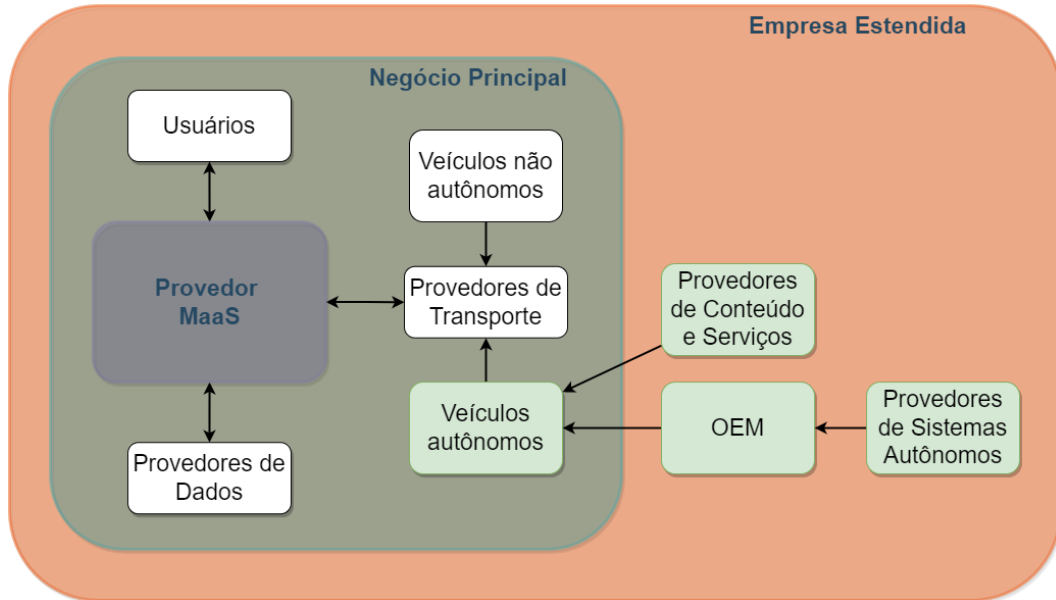 Empresa Estendida
Negócio Principal
Usuários
Veículos não
autônomos
Provedor
MaaS
Provedores de
Transporte
Provedores
de Conteúdo
e Serviços
Veículos
autônomos
OEM
Provedores
de Sistemas
Autônomos
Provedores de
Dados